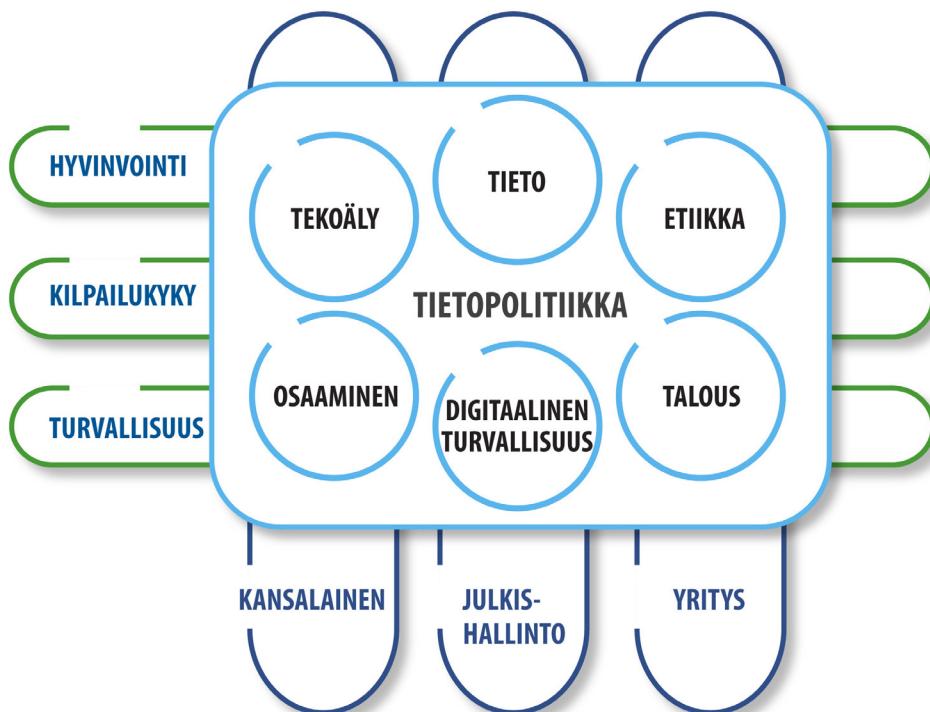 HYVINVOINTI
TEKOÄLY
TIETO
ETIIKKA
KILPAILUKYKY
TIETOPOLITIIKKA
TURVALLISUUS
OSAAMINEN
DIGITAALINEN
TURVALLISUUS
TALOUS
KANSALAINEN
JULKIS-
HALLINTO
YRITYS